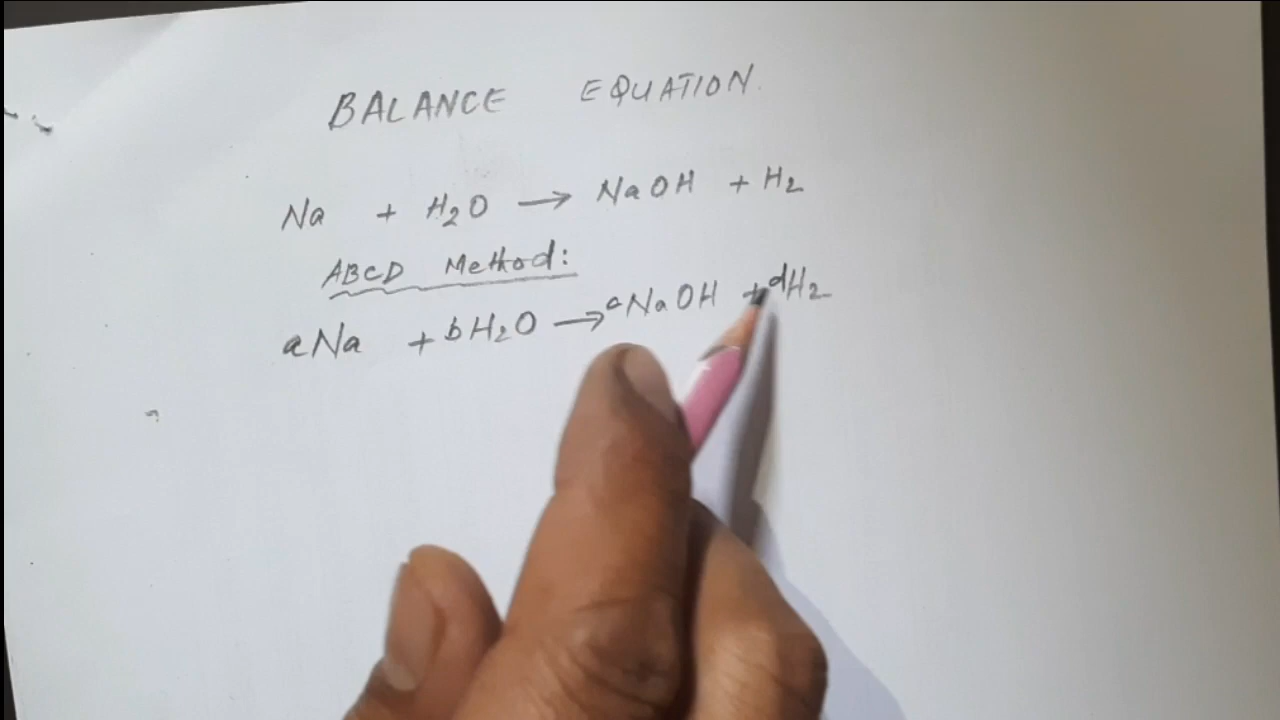 BALANCE EQUATION.
Na + H2O → NaOH + H2
ABCD Method:
aNa + bH2O → cNaOH + dH2